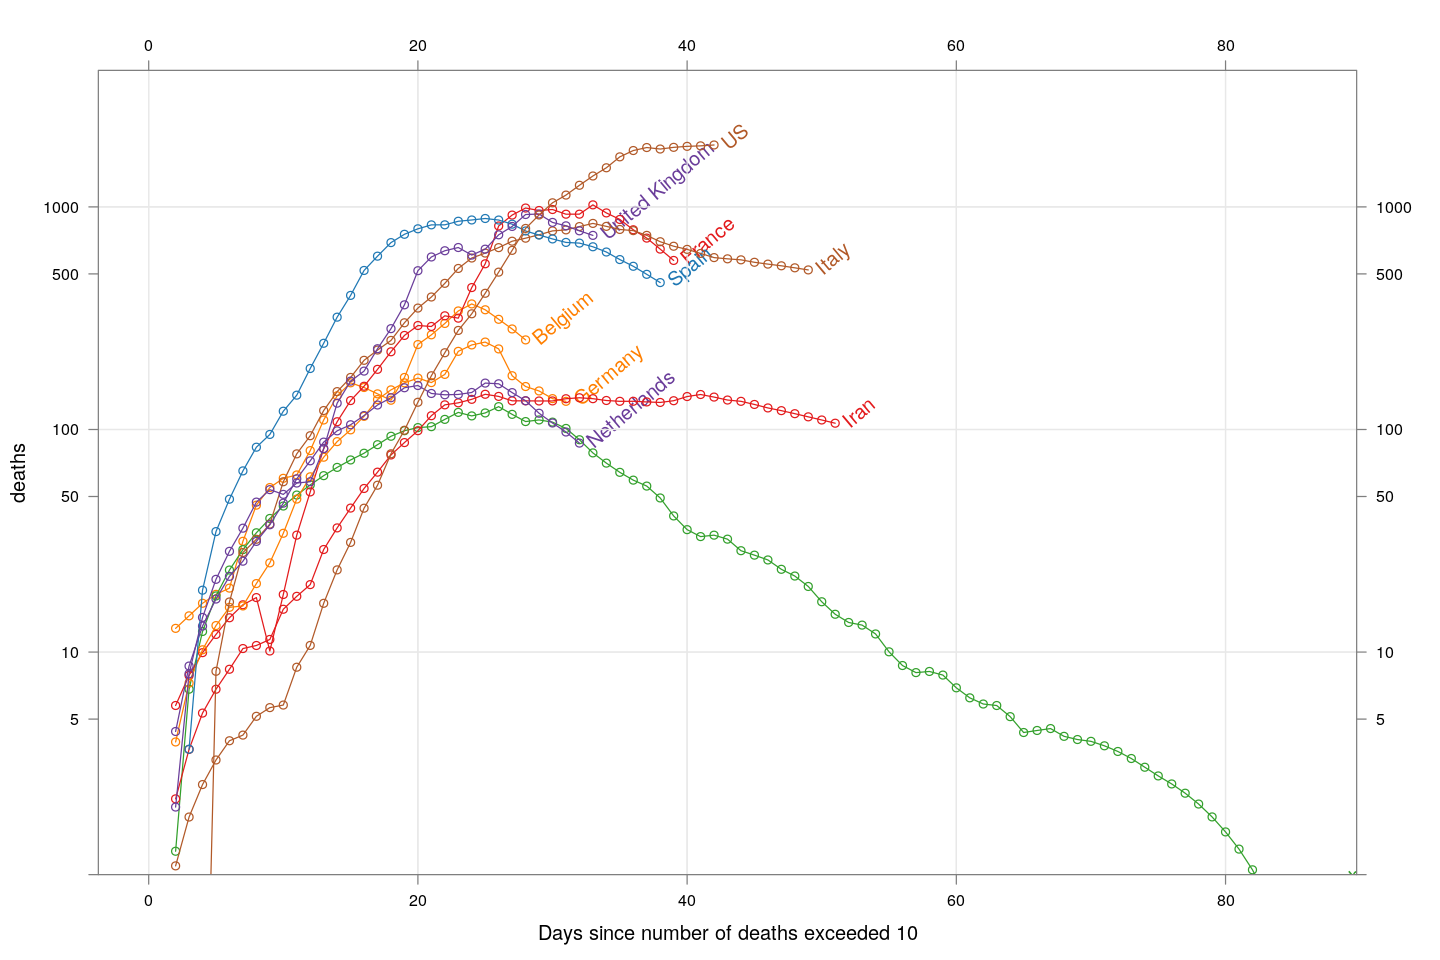 0 20 40 60 80
US
United Kingdom
1000 1000
France
Italy
500 Spain 500
Belgium
Germany
Netherlands
Iran
100 100
deaths
50 50
10 10
5 5
0 20 40 60 80
Days since number of deaths exceeded 10